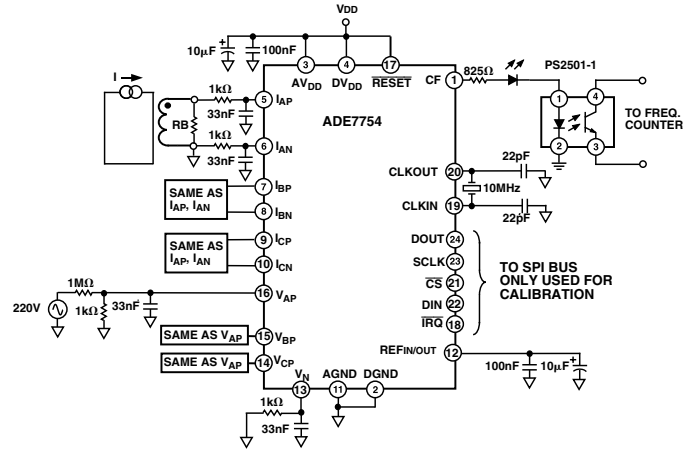 VDD
10µF + 100nF
3 4 17
AVDD DVDD RESET
CF 1 825Ω PS2501-1
I
1kΩ
5 IAP
33nF
ADE7754
RB
1kΩ
6 IAN
33nF
1 4
2 3
TO FREQ.
COUNTER
7 IBP
SAME AS
IAP, IAN
8 IBN
9 ICP
SAME AS
IAP, IAN
10 ICN
CLKOUT 20 22pF
10MHz
CLKIN 19 22pF
DOUT 24
SCLK 23
CS 21
DIN 22
IRQ 18
TO SPI BUS
ONLY USED FOR
CALIBRATION
1MΩ
16 VAP
220V
1kΩ 33nF
SAME AS VAP 15 VBP
SAME AS VAP 14 VCP
REFIN/OUT 12
100nF 10µF +
VN AGND DGND
13 11 2
1kΩ
33nF